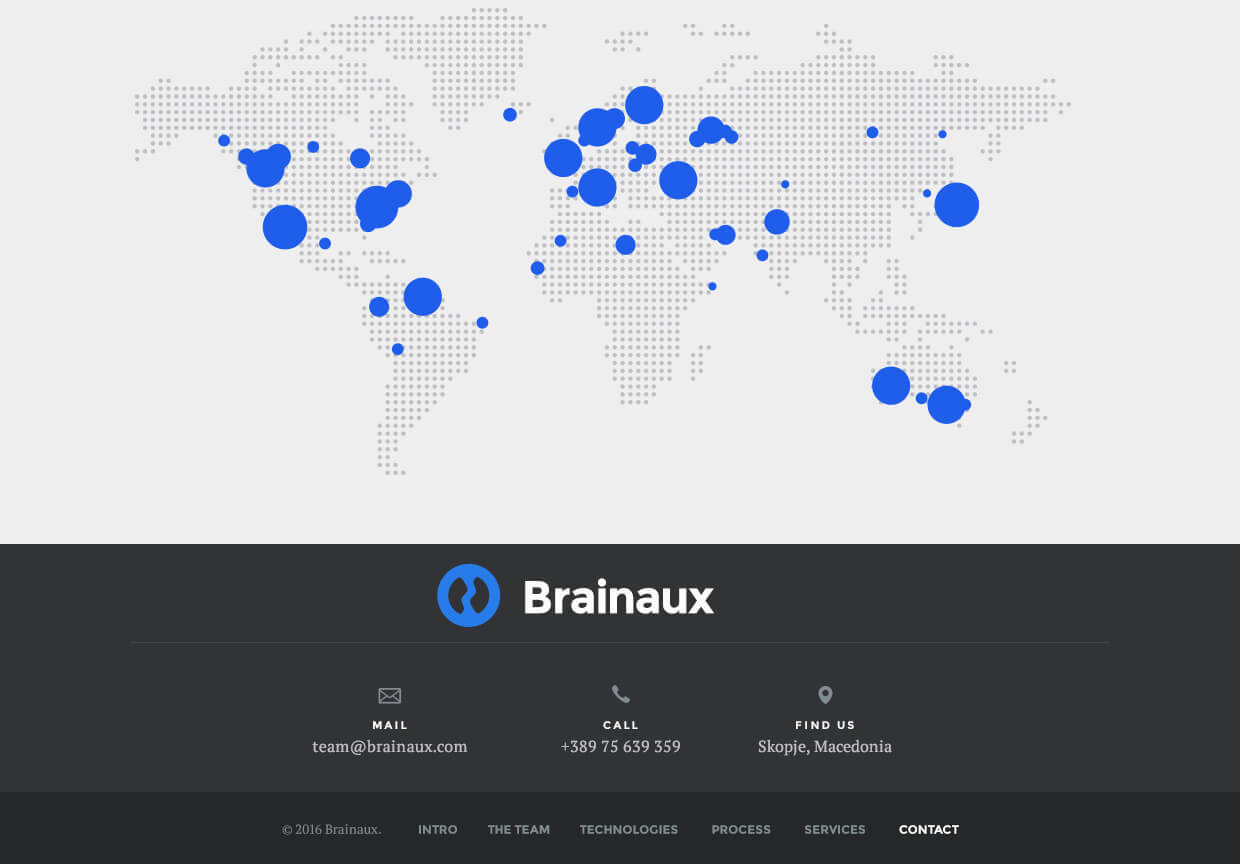 Brainaux
MAIL
team@brainaux.com
CALL
+389 75 639 359
FIND US
Skopje, Macedonia
© 2016 Brainaux.
INTRO
THE TEAM
TECHNOLOGIES
PROCESS
SERVICES
CONTACT